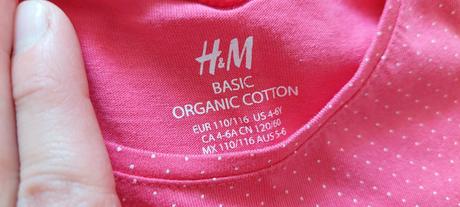 H&M
BASIC
ORGANIC COTTON
EUR 110/116 US 4-6Y
CA 4-6A CN 120/60
MX 110/116 AUS 5-6